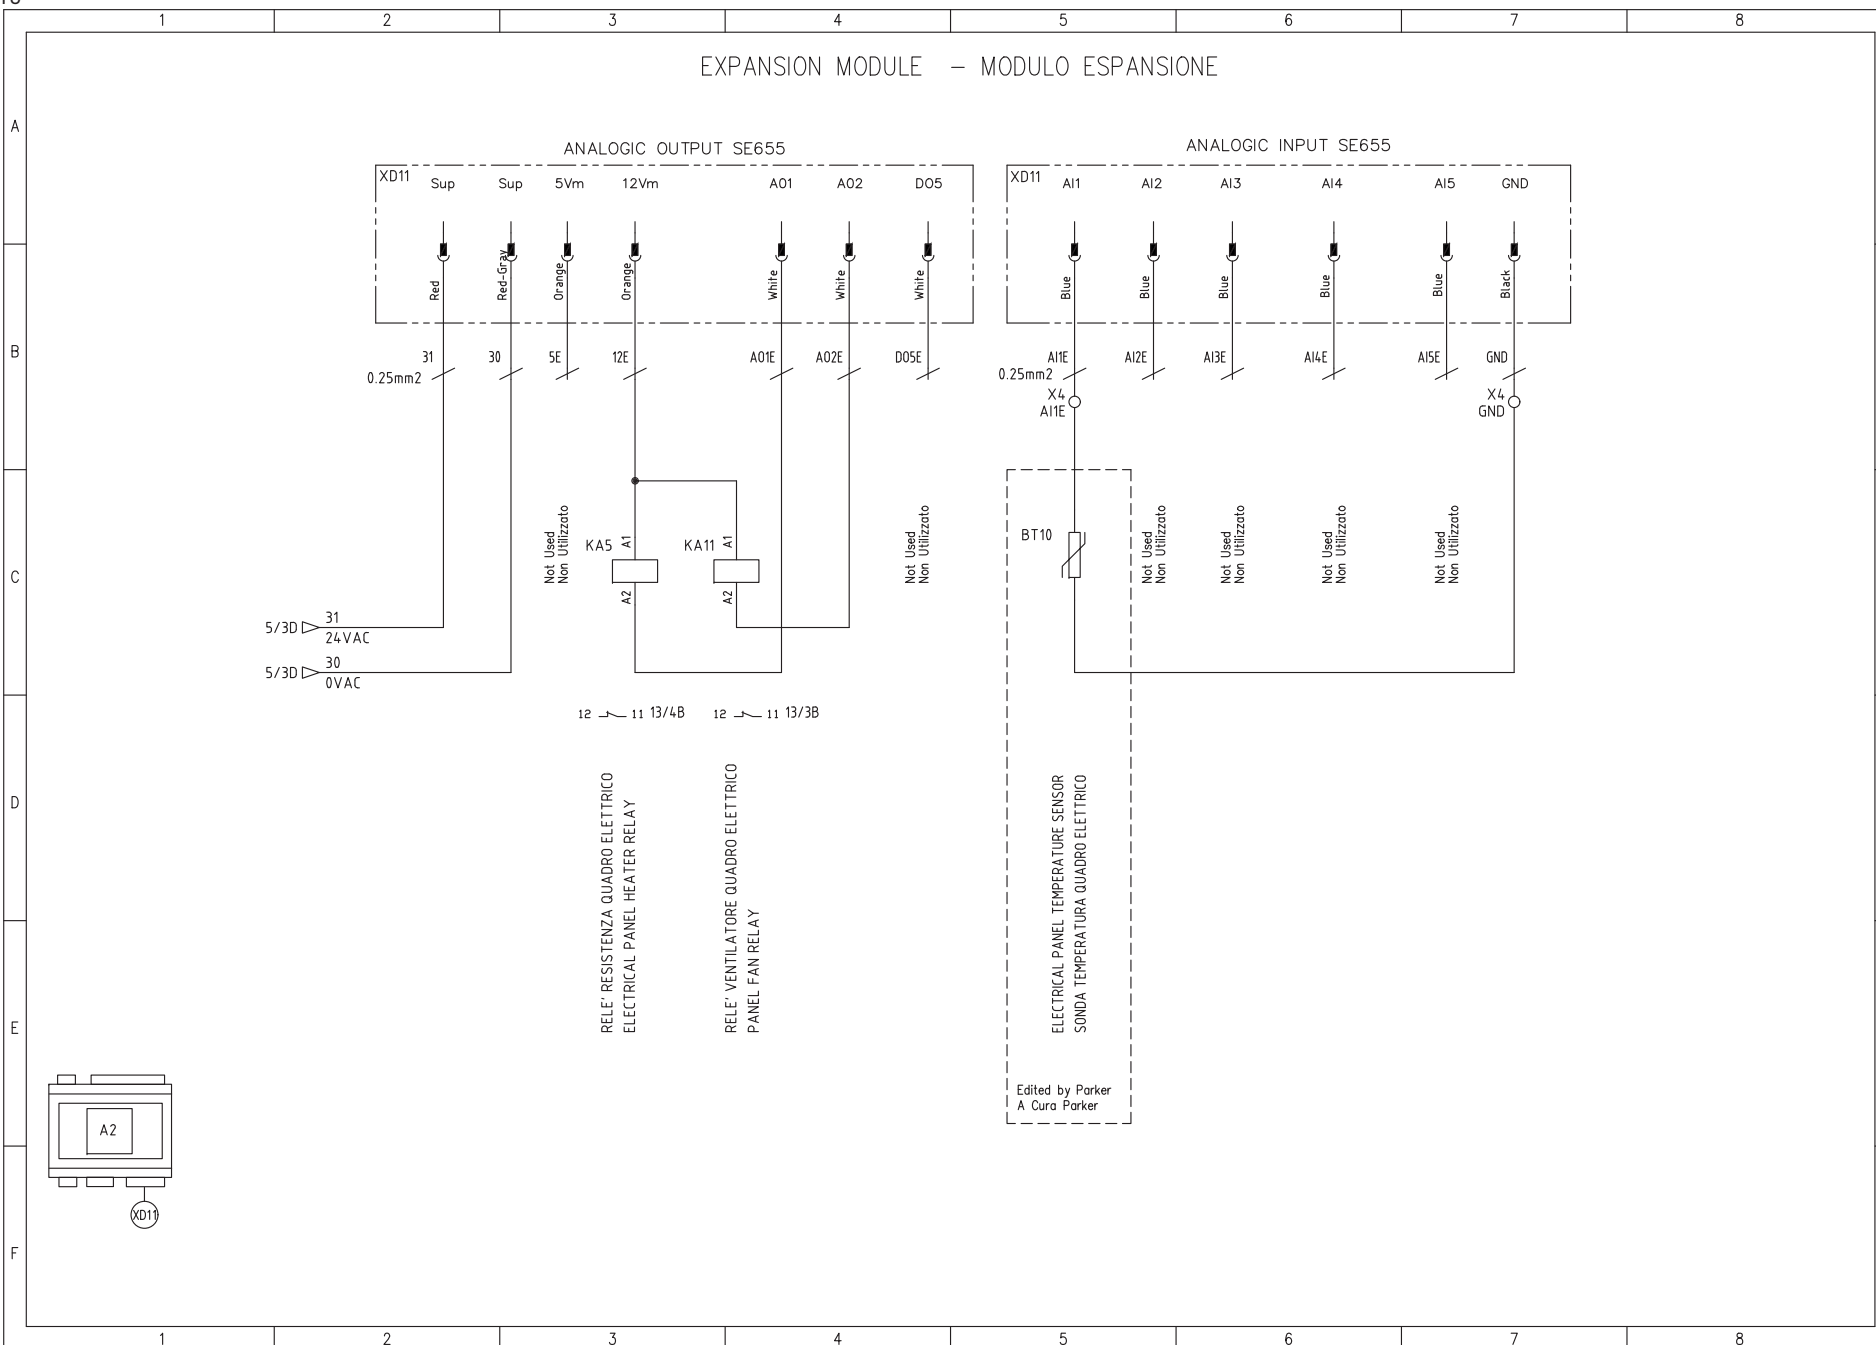 1 2 3 4 5 6 7 8
EXPANSION MODULE – MODULO ESPANSIONE
A
ANALOGIC OUTPUT SE655
ANALOGIC INPUT SE655
XD11 Sup Sup 5Vm 12Vm AO1 AO2 DO5
XD11 AI1 AI2 AI3 AI4 AI5 GND
Red Red-Gray Orange Orange White White White
Blue Blue Blue Blue Blue Black
B
31 30 5E 12E AO1E AO2E DO5E
0.25mm2
AI1E AI2E AI3E AI4E AI5E GND
0.25mm2
X4
AI1E
X4
GND
C
Not Used
Non Utilizzato
KA5 A1
A2
KA11 A1
A2
Not Used
Non Utilizzato
BT10
Not Used
Non Utilizzato
Not Used
Non Utilizzato
Not Used
Non Utilizzato
Not Used
Non Utilizzato
5/3D 31
24VAC
5/3D 30
0VAC
12 11 13/4B
12 11 13/3B
D
RELE' RESISTENZA QUADRO ELETTRICO
ELECTRICAL PANEL HEATER RELAY
RELE' VENTILATORE QUADRO ELETTRICO
PANEL FAN RELAY
ELECTRICAL PANEL TEMPERATURE SENSOR
SONDA TEMPERATURA QUADRO ELETTRICO
E
Edited by Parker
A Cura Parker
A2
XD11
F
1 2 3 4 5 6 7 8